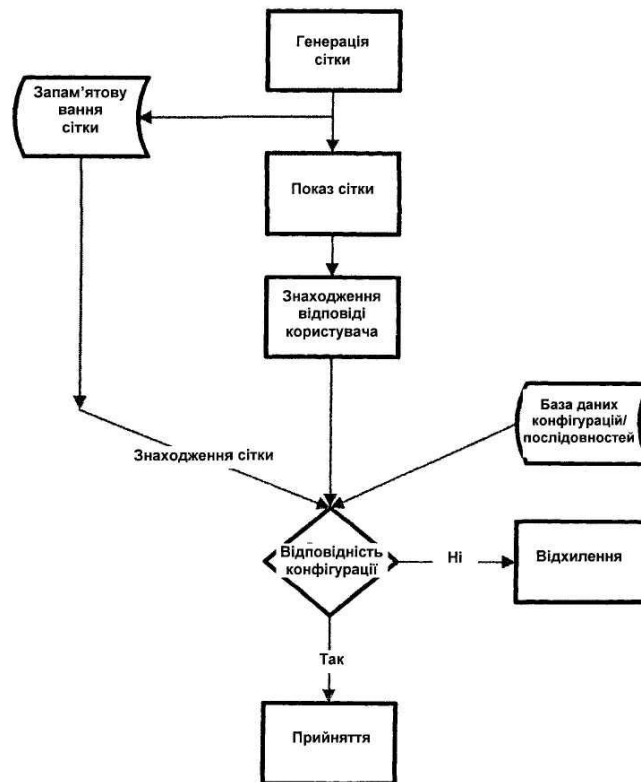 Генерація
сітки
Запам’ятову
вання
сітки
Показ сітки
Знаходження
відповіді
користувача
База даних
конфігурацій/
послідовностей
Знаходження сітки
Відповідність
конфігурації
Ні
Відхилення
Так
Прийняття